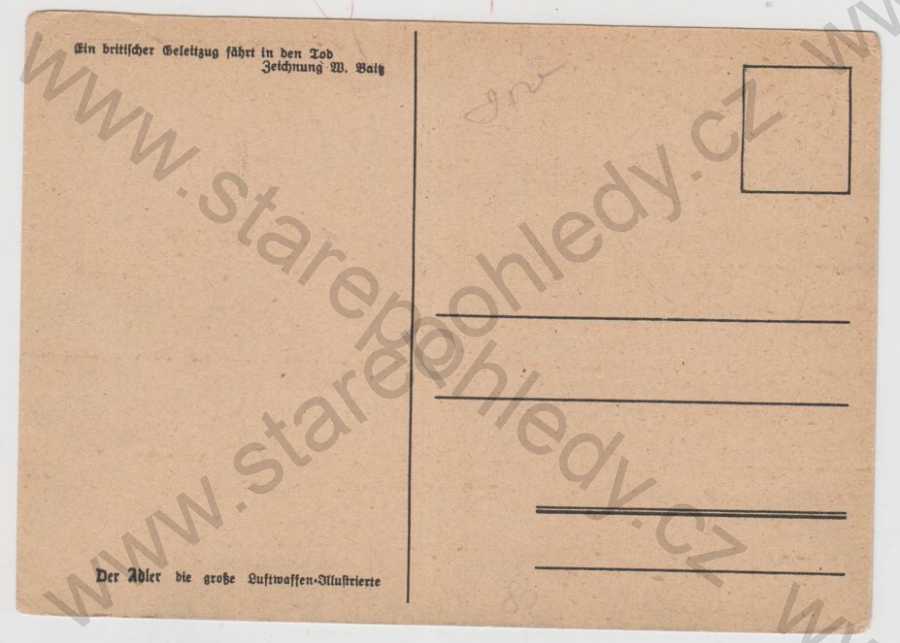 Ein britischer Geleitzug fährt in den Tod
Zeichnung W. Baitz
Der Adler die große Luftwaffen-Illustrierte
www.starepohledy.cz
www.starepohledy.cz